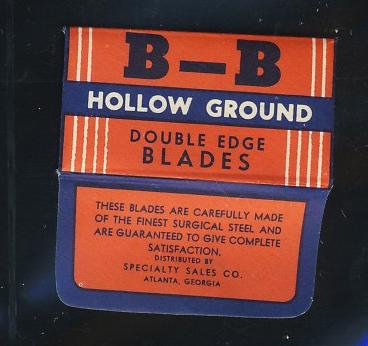 B-B
HOLLOW GROUND
DOUBLE EDGE
BLADES
THESE BLADES ARE CAREFULLY MADE
OF THE FINEST SURGICAL STEEL AND
ARE GUARANTEED TO GIVE COMPLETE
SATISFACTION.
DISTRIBUTED BY
SPECIALTY SALES CO.
ATLANTA, GEORGIA